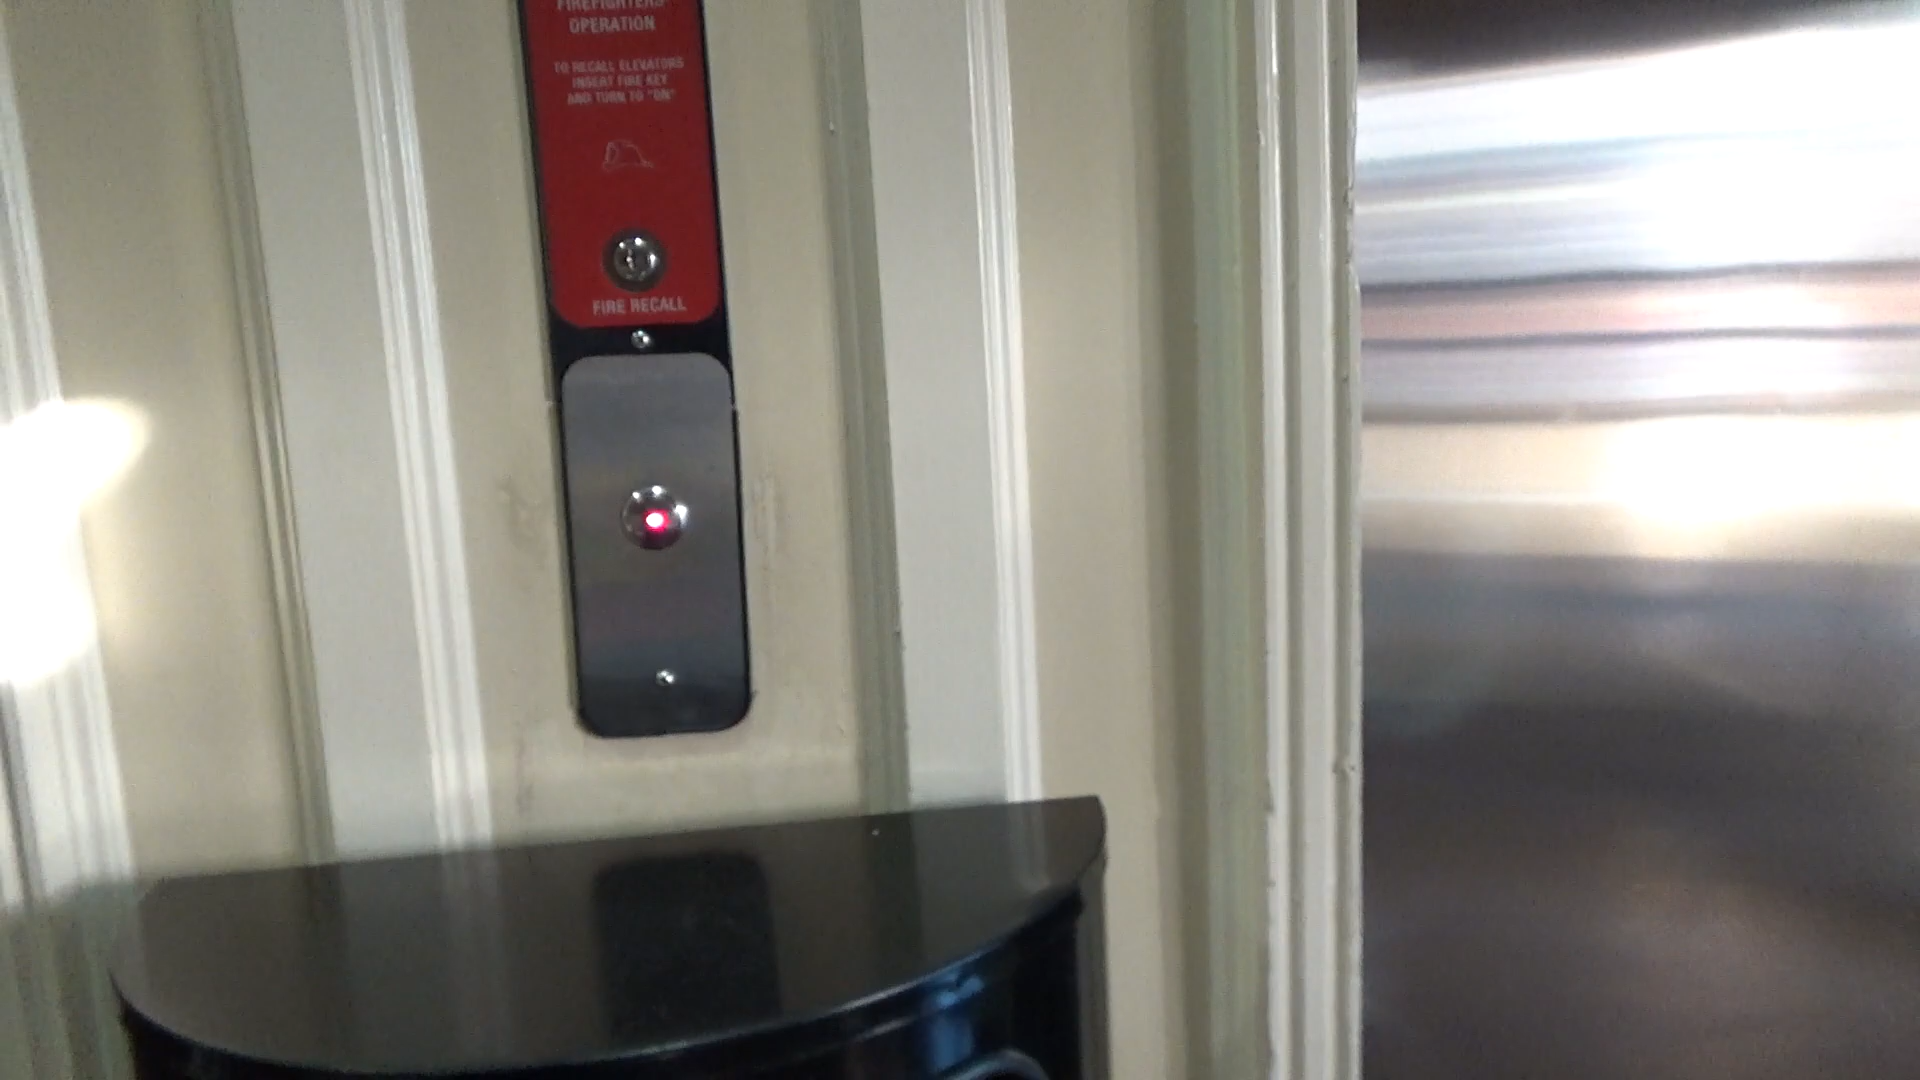 FIREFIGHTERS'
OPERATION
TO RECALL ELEVATORS
INSERT FIRE KEY
AND TURN TO "ON"
FIRE RECALL